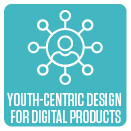 YOUTH-CENTRIC DESIGN
FOR DIGITAL PRODUCTS